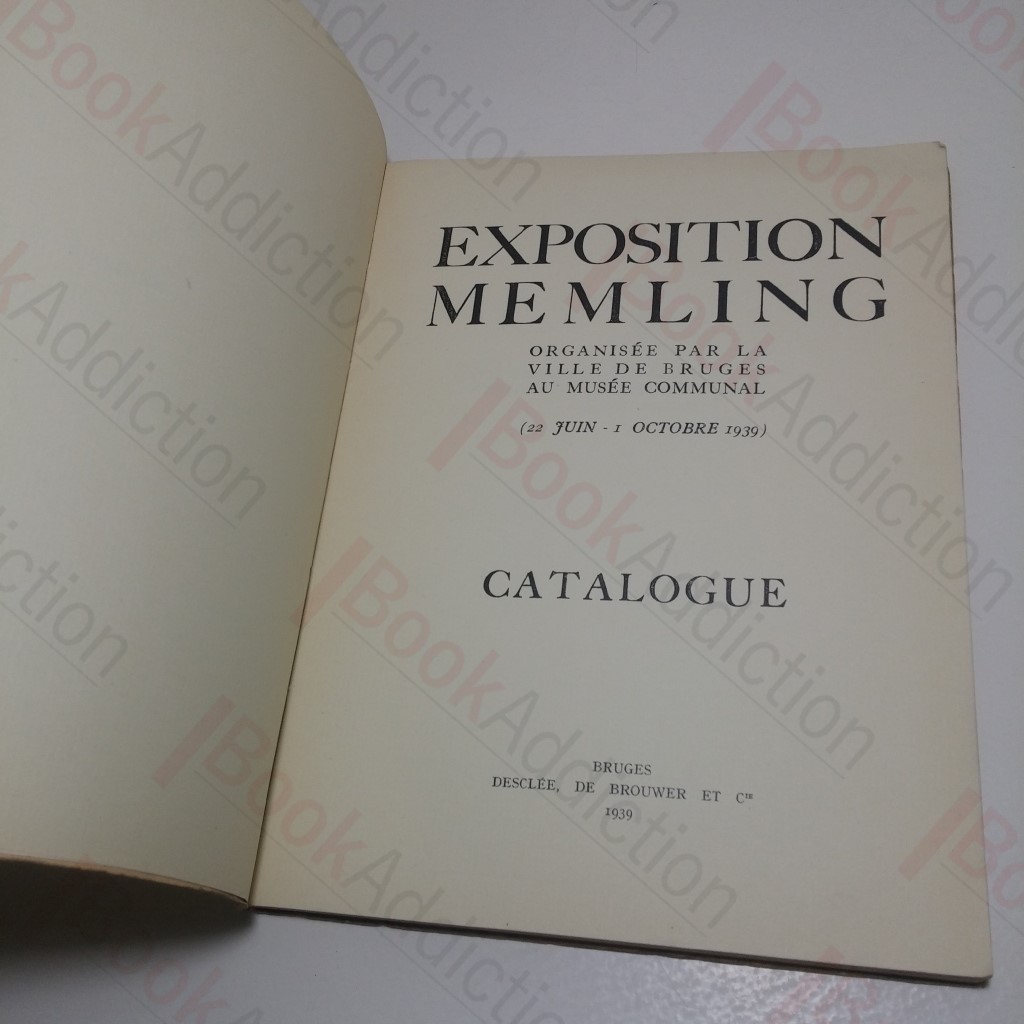 EXPOSITION
MEMLING
ORGANISÉE PAR LA
VILLE DE BRUGES
AU MUSÉE COMMUNAL
(22 JUIN - 1 OCTOBRE 1939)
CATALOGUE
BRUGES
DESCLÉE, DE BROUWER ET Cie
1939
BookAddiction